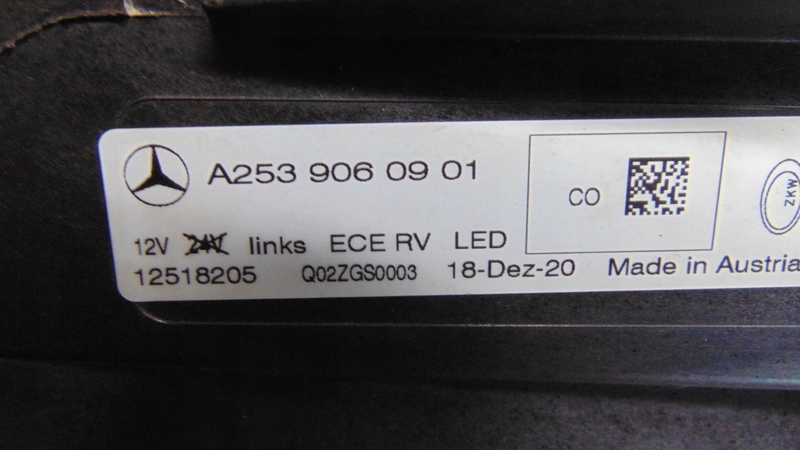 A253 906 09 01
CO
ZKW
12V 24V links ECE RV LED
12518205 Q02ZGS0003 18-Dez-20 Made in Austria